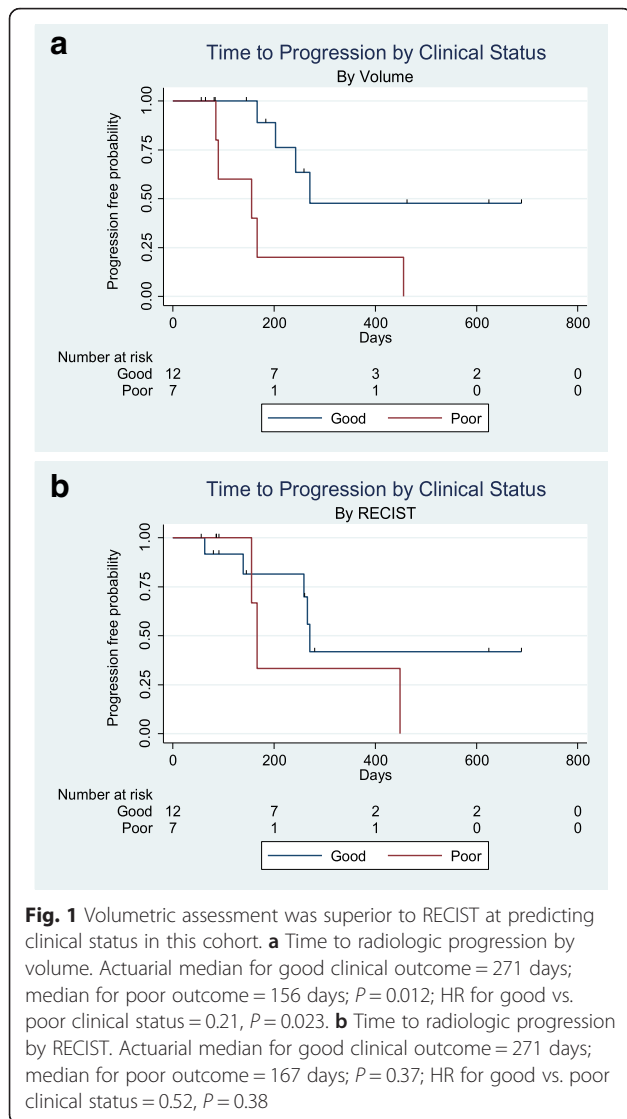 a
Time to Progression by Clinical Status
By Volume
Progression free probability
1.00
0.75
0.50
0.25
0.00
0 200 400 600 800
Days
Number at risk
Good 12 7 3 2 0
Poor 7 1 1 0 0
Good Poor
b
Time to Progression by Clinical Status
By RECIST
Progression free probability
1.00
0.75
0.50
0.25
0.00
0 200 400 600 800
Days
Number at risk
Good 12 7 2 2 0
Poor 7 1 1 0 0
Good Poor
Fig. 1 Volumetric assessment was superior to RECIST at predicting
clinical status in this cohort. a Time to radiologic progression by
volume. Actuarial median for good clinical outcome = 271 days;
median for poor outcome = 156 days; P = 0.012; HR for good vs.
poor clinical status = 0.21, P = 0.023. b Time to radiologic progression
by RECIST. Actuarial median for good clinical outcome = 271 days;
median for poor outcome = 167 days; P = 0.37; HR for good vs. poor
clinical status = 0.52, P = 0.38